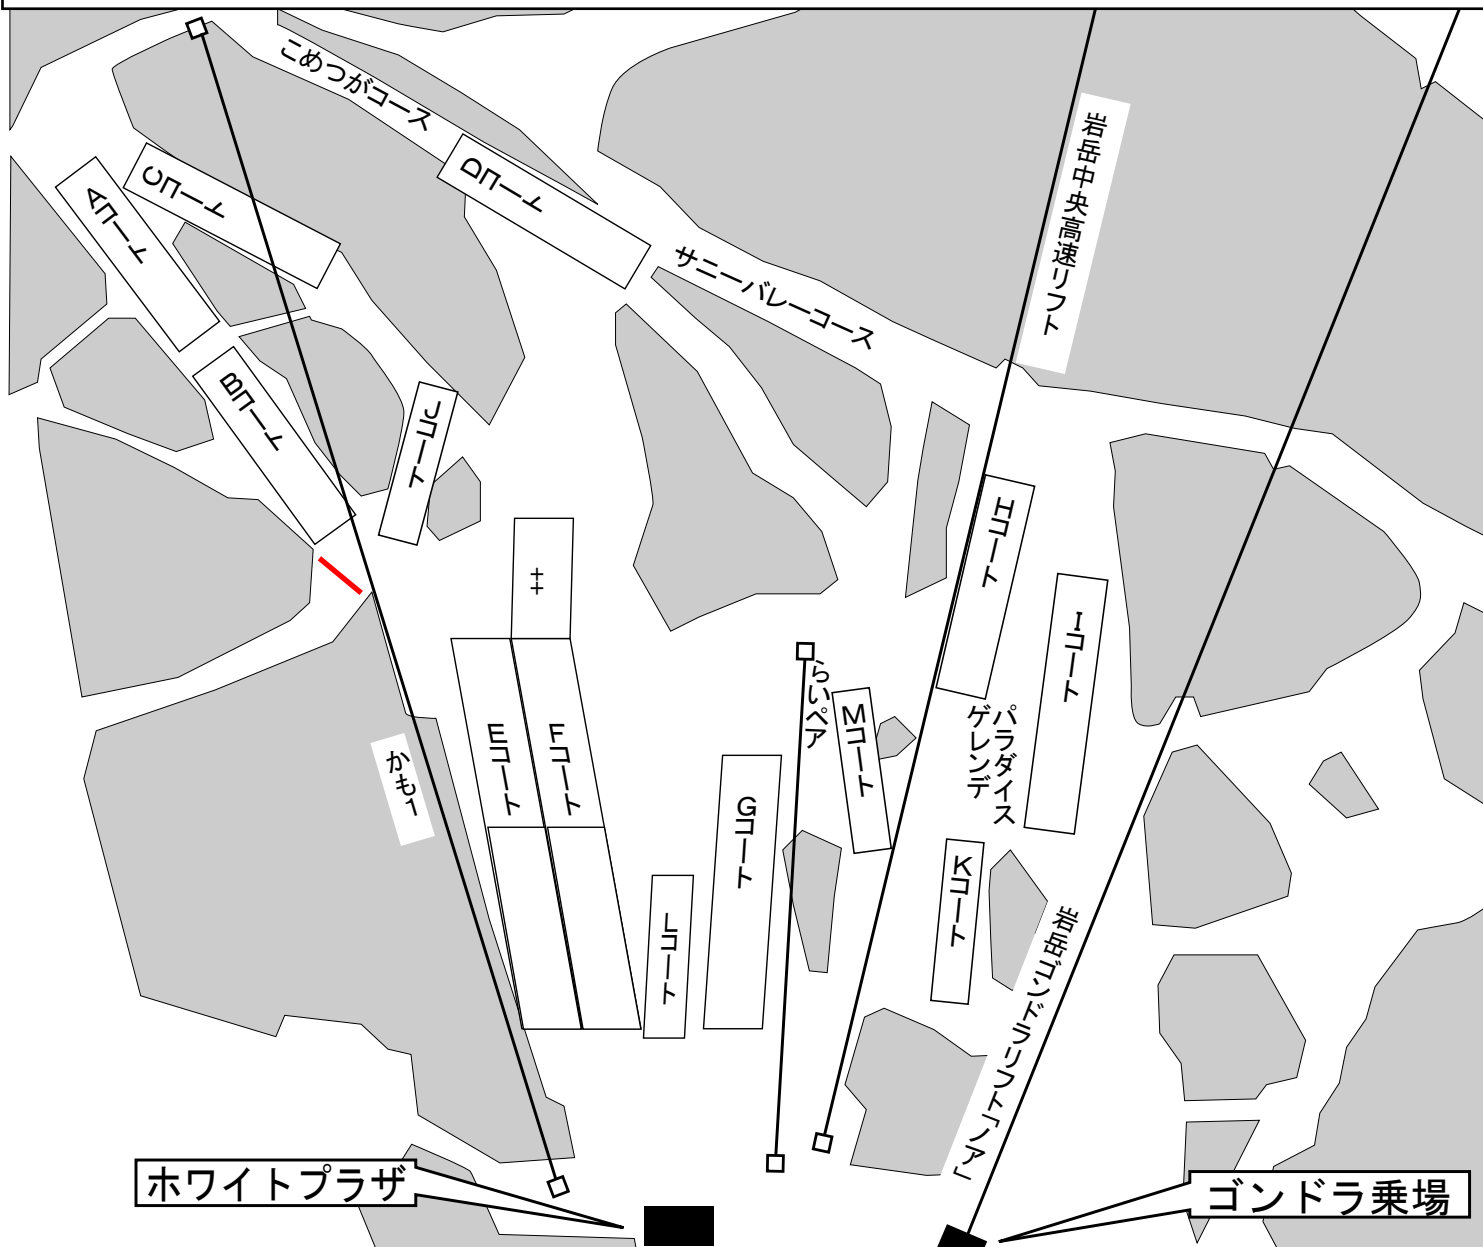 こめつがコース
岩岳中央高速リフト
Cコート
Dコート
Aコート
サニーバレーコース
Bコート
Jコート
Hコート
‡
Iコート
らいペア
Mコート
パラダイス
ゲレンデ
Eコート
Fコート
かも1
Gコート
Kコート
Lコート
岩岳ゴンドラリフト「ノア」
ホワイトプラザ
ゴンドラ乗場